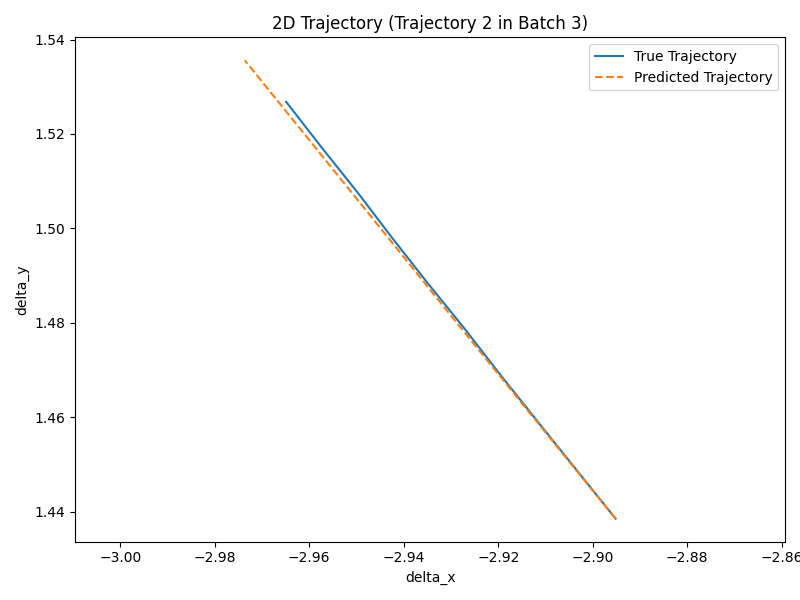 2D Trajectory (Trajectory 2 in Batch 3)
True Trajectory
Predicted Trajectory
1.54
1.52
1.50
1.48
1.46
1.44
delta_y
−3.00 −2.98 −2.96 −2.94 −2.92 −2.90 −2.88 −2.86
delta_x